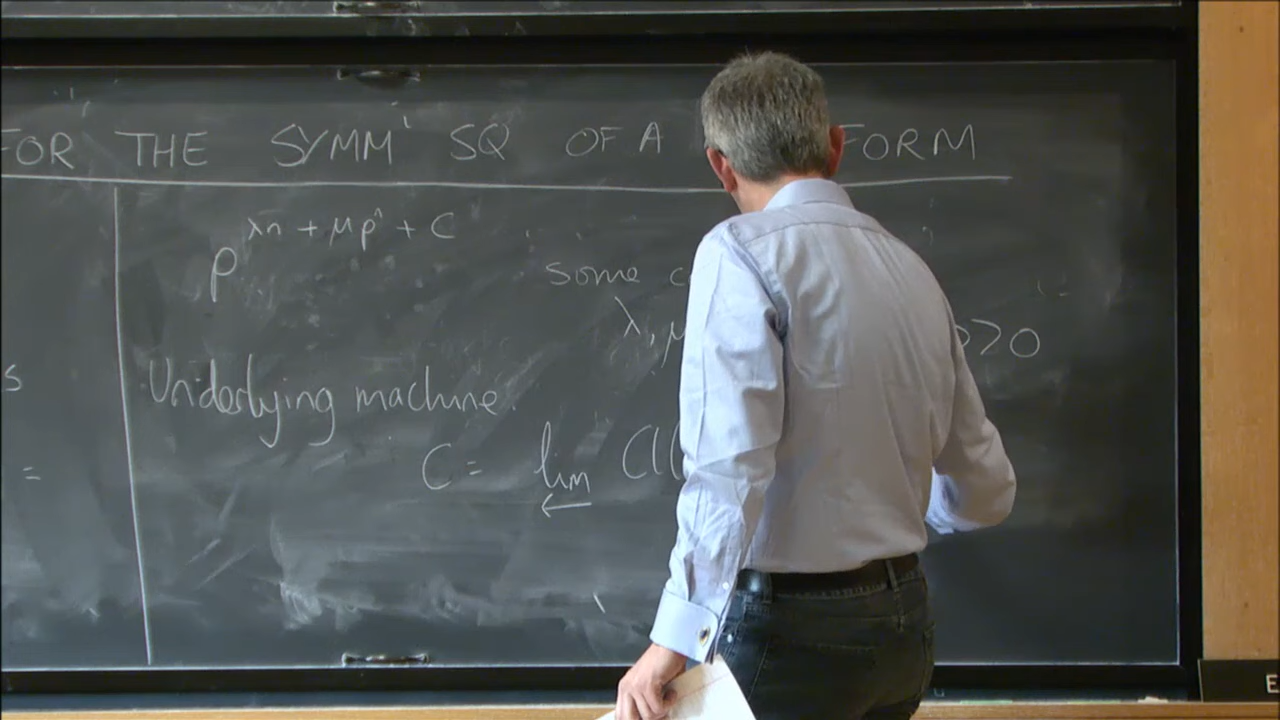 FOR THE SYMM' SQ OF A FORM
p^{λn + μp^n + C}
some c
λ, μ p>0
s
Underlying machine.
=
C = lim Cl(
←
E